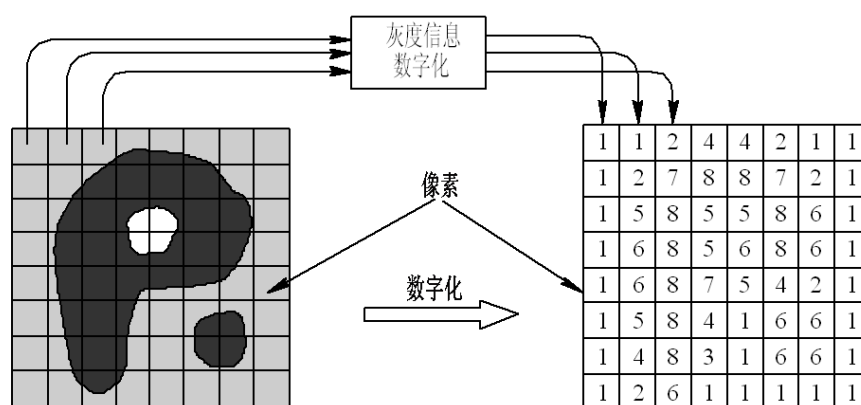 灰度信息
数字化
像素
数字化
1 1 2 4 4 2 1 1
1 2 7 8 8 7 2 1
1 5 8 5 5 8 6 1
1 6 8 5 6 8 6 1
1 6 8 7 5 4 2 1
1 5 8 4 1 6 6 1
1 4 8 3 1 6 6 1
1 2 6 1 1 1 1 1